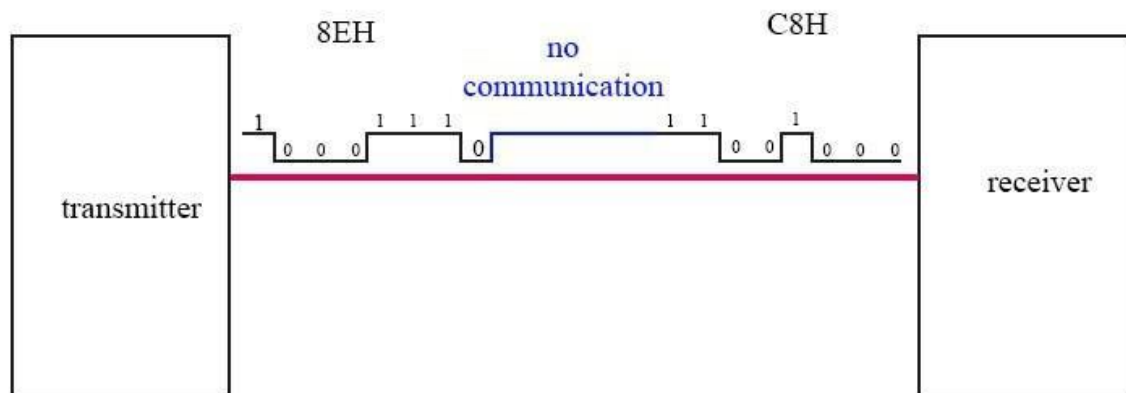 8EH
C8H
no
communication
1 0 0 0 1 1 1 0
1 1 0 0 1 0 0 0
transmitter
receiver